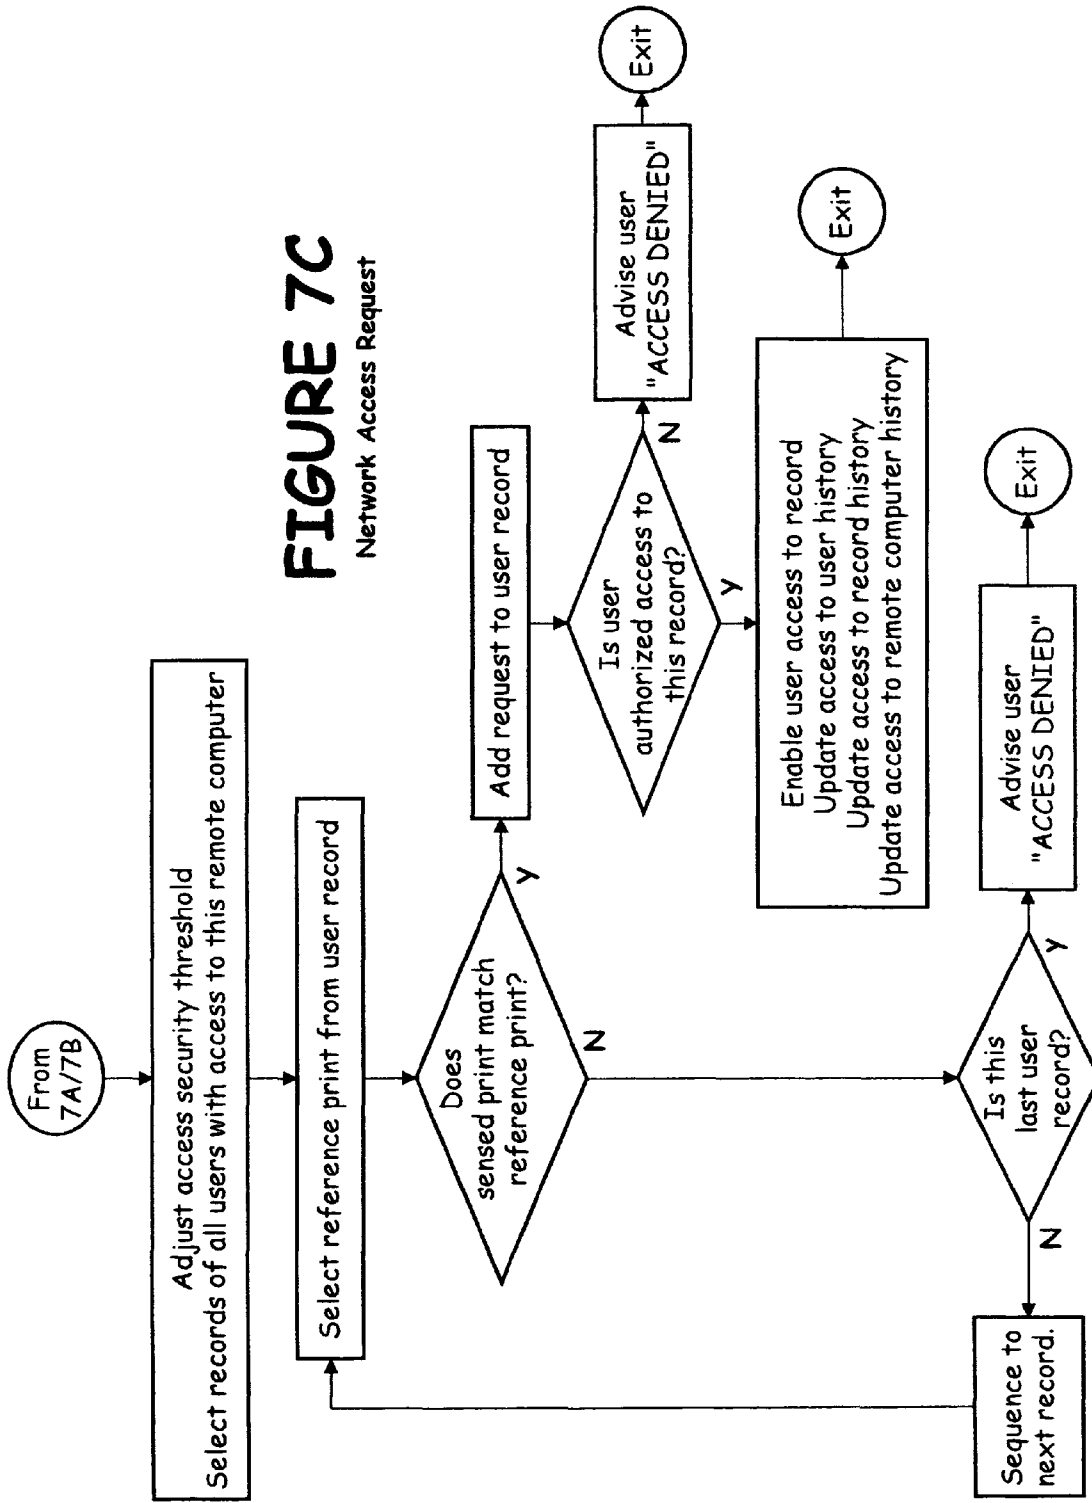 FIGURE 7C
Network Access Request
From
7A/7B
Adjust access security threshold
Select records of all users with access to this remote computer
Select reference print from user record
Does
sensed print match
reference print?
Y
N
Add request to user record
Is user
authorized access to
this record?
N
Y
Advise user
"ACCESS DENIED"
Exit
Enable user access to record
Update access to user history
Update access to record history
Update access to remote computer history
Exit
Is this
last user
record?
Y
N
Advise user
"ACCESS DENIED"
Exit
Sequence to
next record.